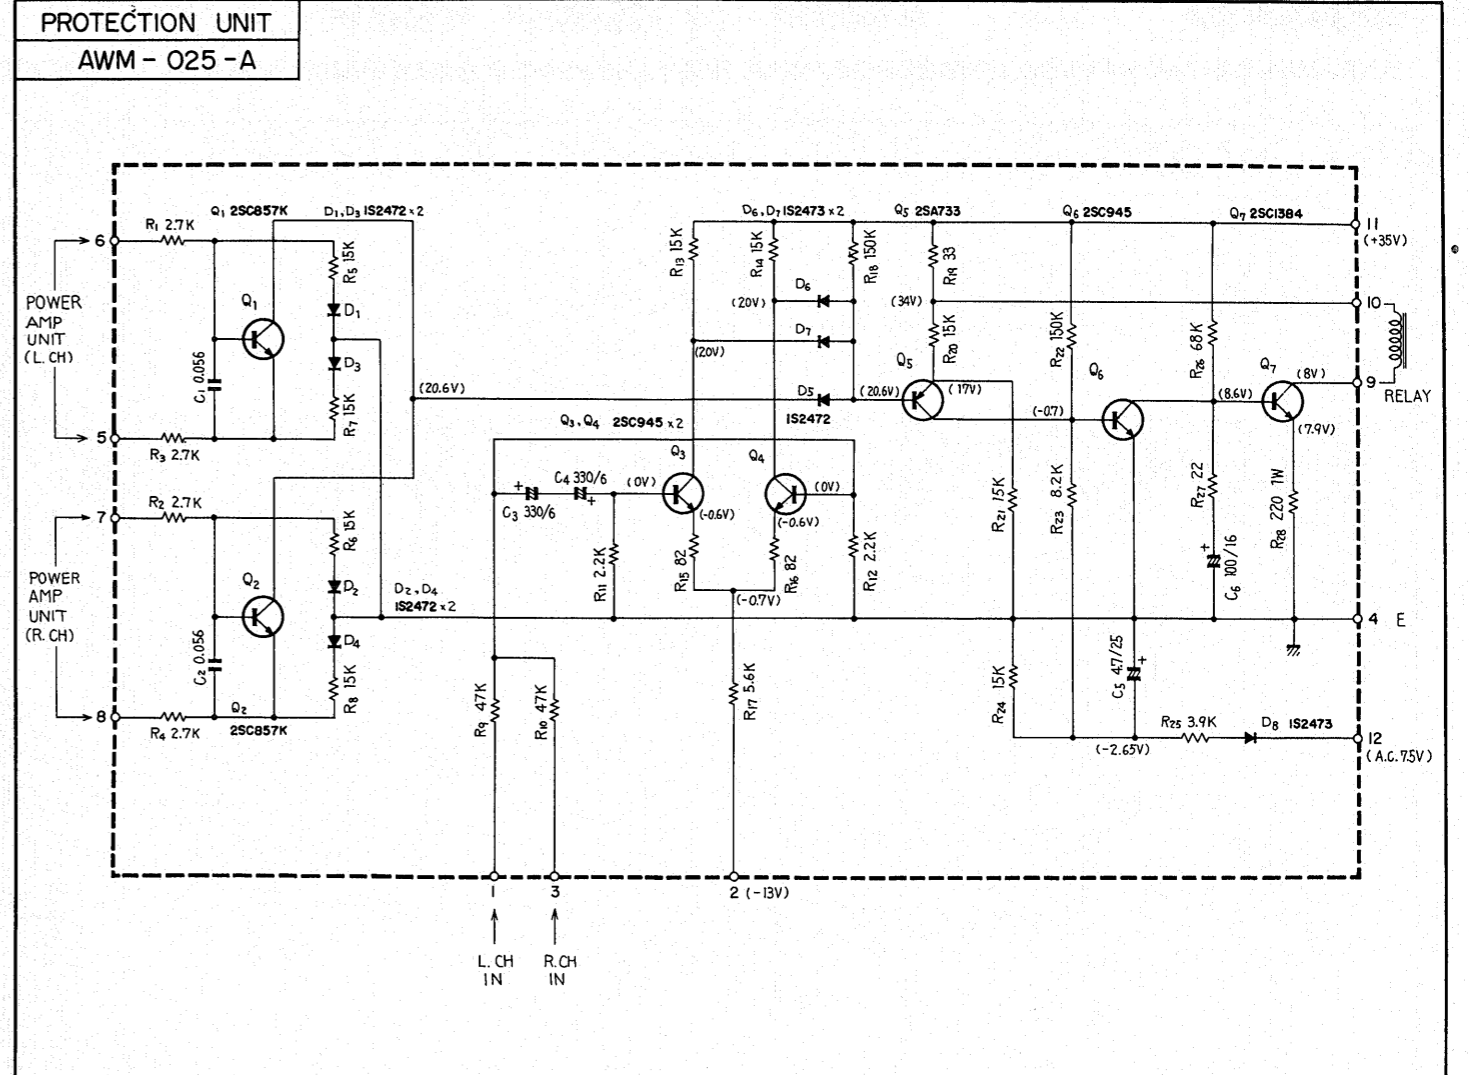 PROTECTION UNIT
AWM-025-A
Q1 2SC857K
D1, D3 1S2472 x 2
D6, D7 1S2473 x 2
Q5 2SA733
Q6 2SC945
Q7 2SC1384
11
(+35V)
R1 2.7K
6
R5 15K
R13 15K
R14 15K
R18 150K
R19 33
POWER
AMP
UNIT
(L. CH)
Q1
D1
D6
(20V)
(34V)
10
C1 0.056
D3
D7
(20V)
R20 15K
R22 150K
R26 68K
R7 15K
(20.6V)
D5
1S2472
(20.6V)
Q5
(17V)
Q6
(-0.7)
(8.6V)
Q7
(8V)
9
RELAY
5
R3 2.7K
Q3, Q4 2SC945 x 2
(7.9V)
R2 2.7K
7
R6 15K
C4 330/6
+
+
C3 330/6
(0V)
Q3
Q4
(0V)
(-0.6V)
(-0.6V)
R21 15K
R23 8.2K
R27 22
R28 220 1W
POWER
AMP
UNIT
(R. CH)
Q2
D2
D2, D4
1S2472 x 2
R11 2.2K
R15 82
R16 82
R12 2.2K
(-0.7V)
+
C6 100/16
4 E
C2 0.056
D4
R8 15K
8
R4 2.7K
Q2
2SC857K
R9 47K
R10 47K
R17 5.6K
R24 15K
C5 47/25
+
(-2.65V)
R25 3.9K
D8 1S2473
12
(A.C. 7.5V)
1
3
2 (-13V)
L. CH
IN
R. CH
IN